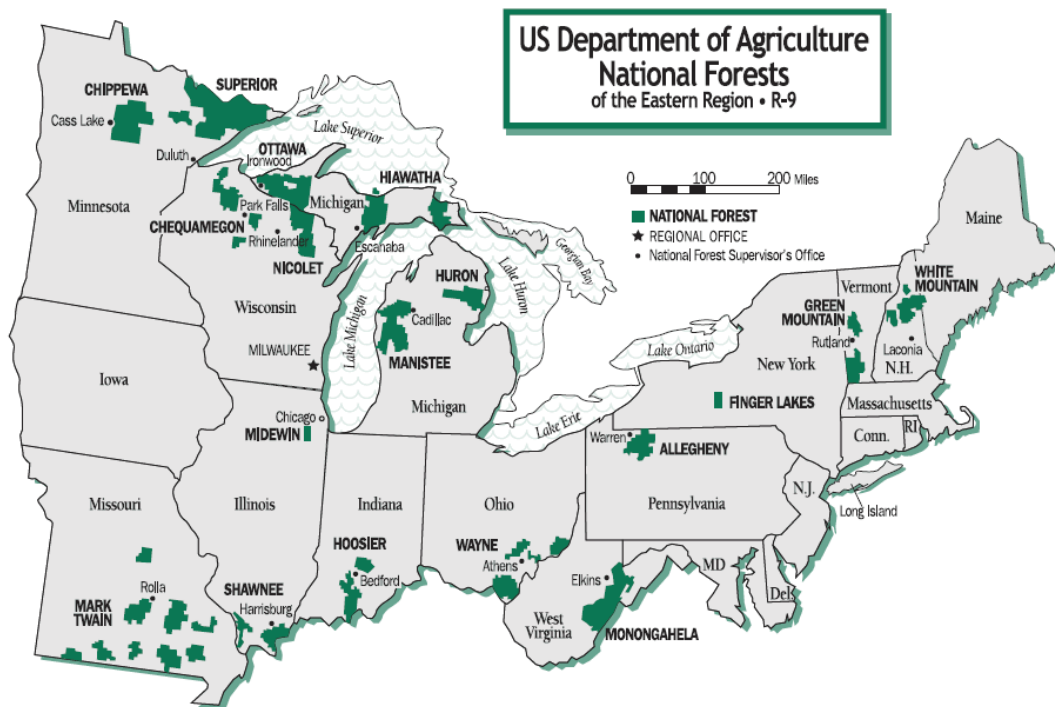 US Department of Agriculture
National Forests
of the Eastern Region • R-9
0 100 200 Miles
NATIONAL FOREST
REGIONAL OFFICE
National Forest Supervisor's Office
CHIPPEWA
SUPERIOR
Cass Lake
Lake Superior
Duluth
OTTAWA
Ironwood
HIAWATHA
Minnesota
Park Falls
Michigan
CHEQUAMEGON
Rhinelander
Escanaba
NICOLET
Georgian Bay
Maine
HURON
Lake Huron
Wisconsin
Lake Michigan
Cadillac
MILWAUKEE
MANISTEE
Michigan
Vermont
WHITE
MOUNTAIN
GREEN
MOUNTAIN
Rutland
Laconia
N.H.
Lake Ontario
New York
Iowa
Chicago
MIDEWIN
Lake Erie
FINGER LAKES
Massachusetts
Conn.
RI
Warren
ALLEGHENY
Missouri
Illinois
Indiana
Ohio
Pennsylvania
N.J.
Long Island
HOOSIER
Bedford
WAYNE
Athens
Elkins
MD
Del.
Rolla
MARK
TWAIN
SHAWNEE
Harrisburg
West
Virginia
MONONGAHELA